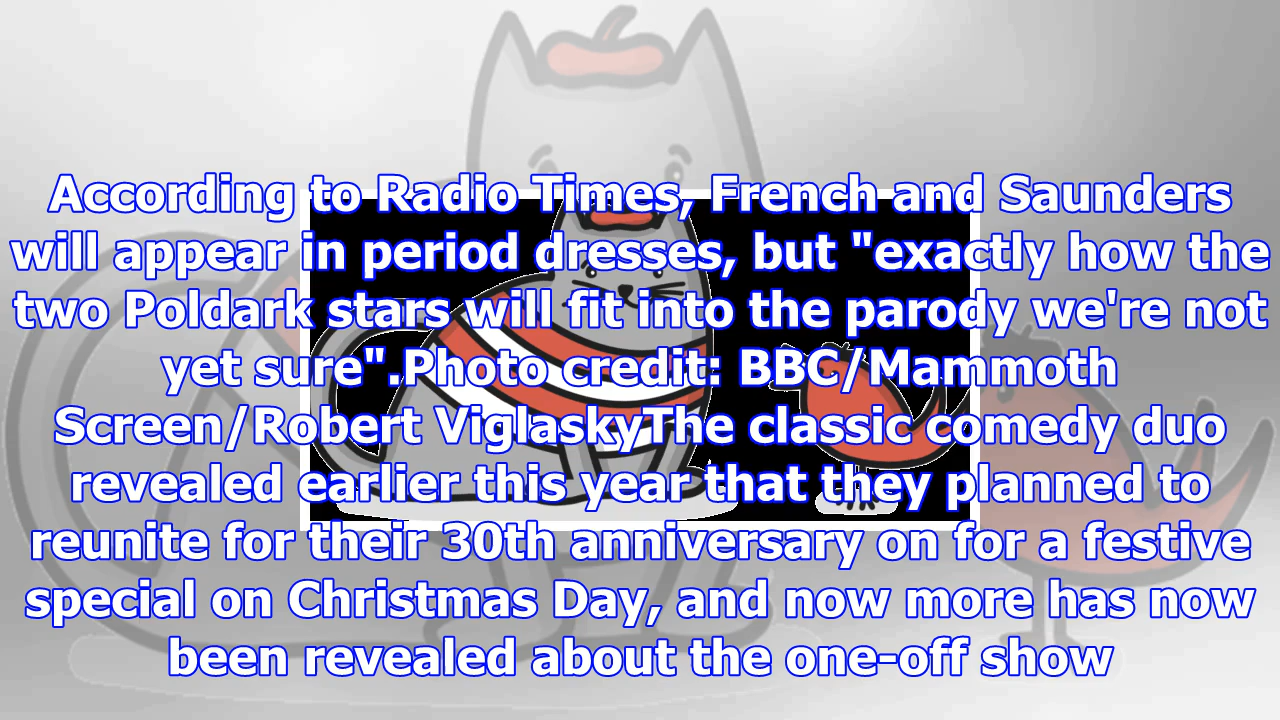 According to Radio Times, French and Saunders
will appear in period dresses, but "exactly how the
two Poldark stars will fit into the parody we're not
yet sure".Photo credit: BBC/Mammoth
Screen/Robert ViglaskyThe classic comedy duo
revealed earlier this year that they planned to
reunite for their 30th anniversary on for a festive
special on Christmas Day, and now more has now
been revealed about the one-off show